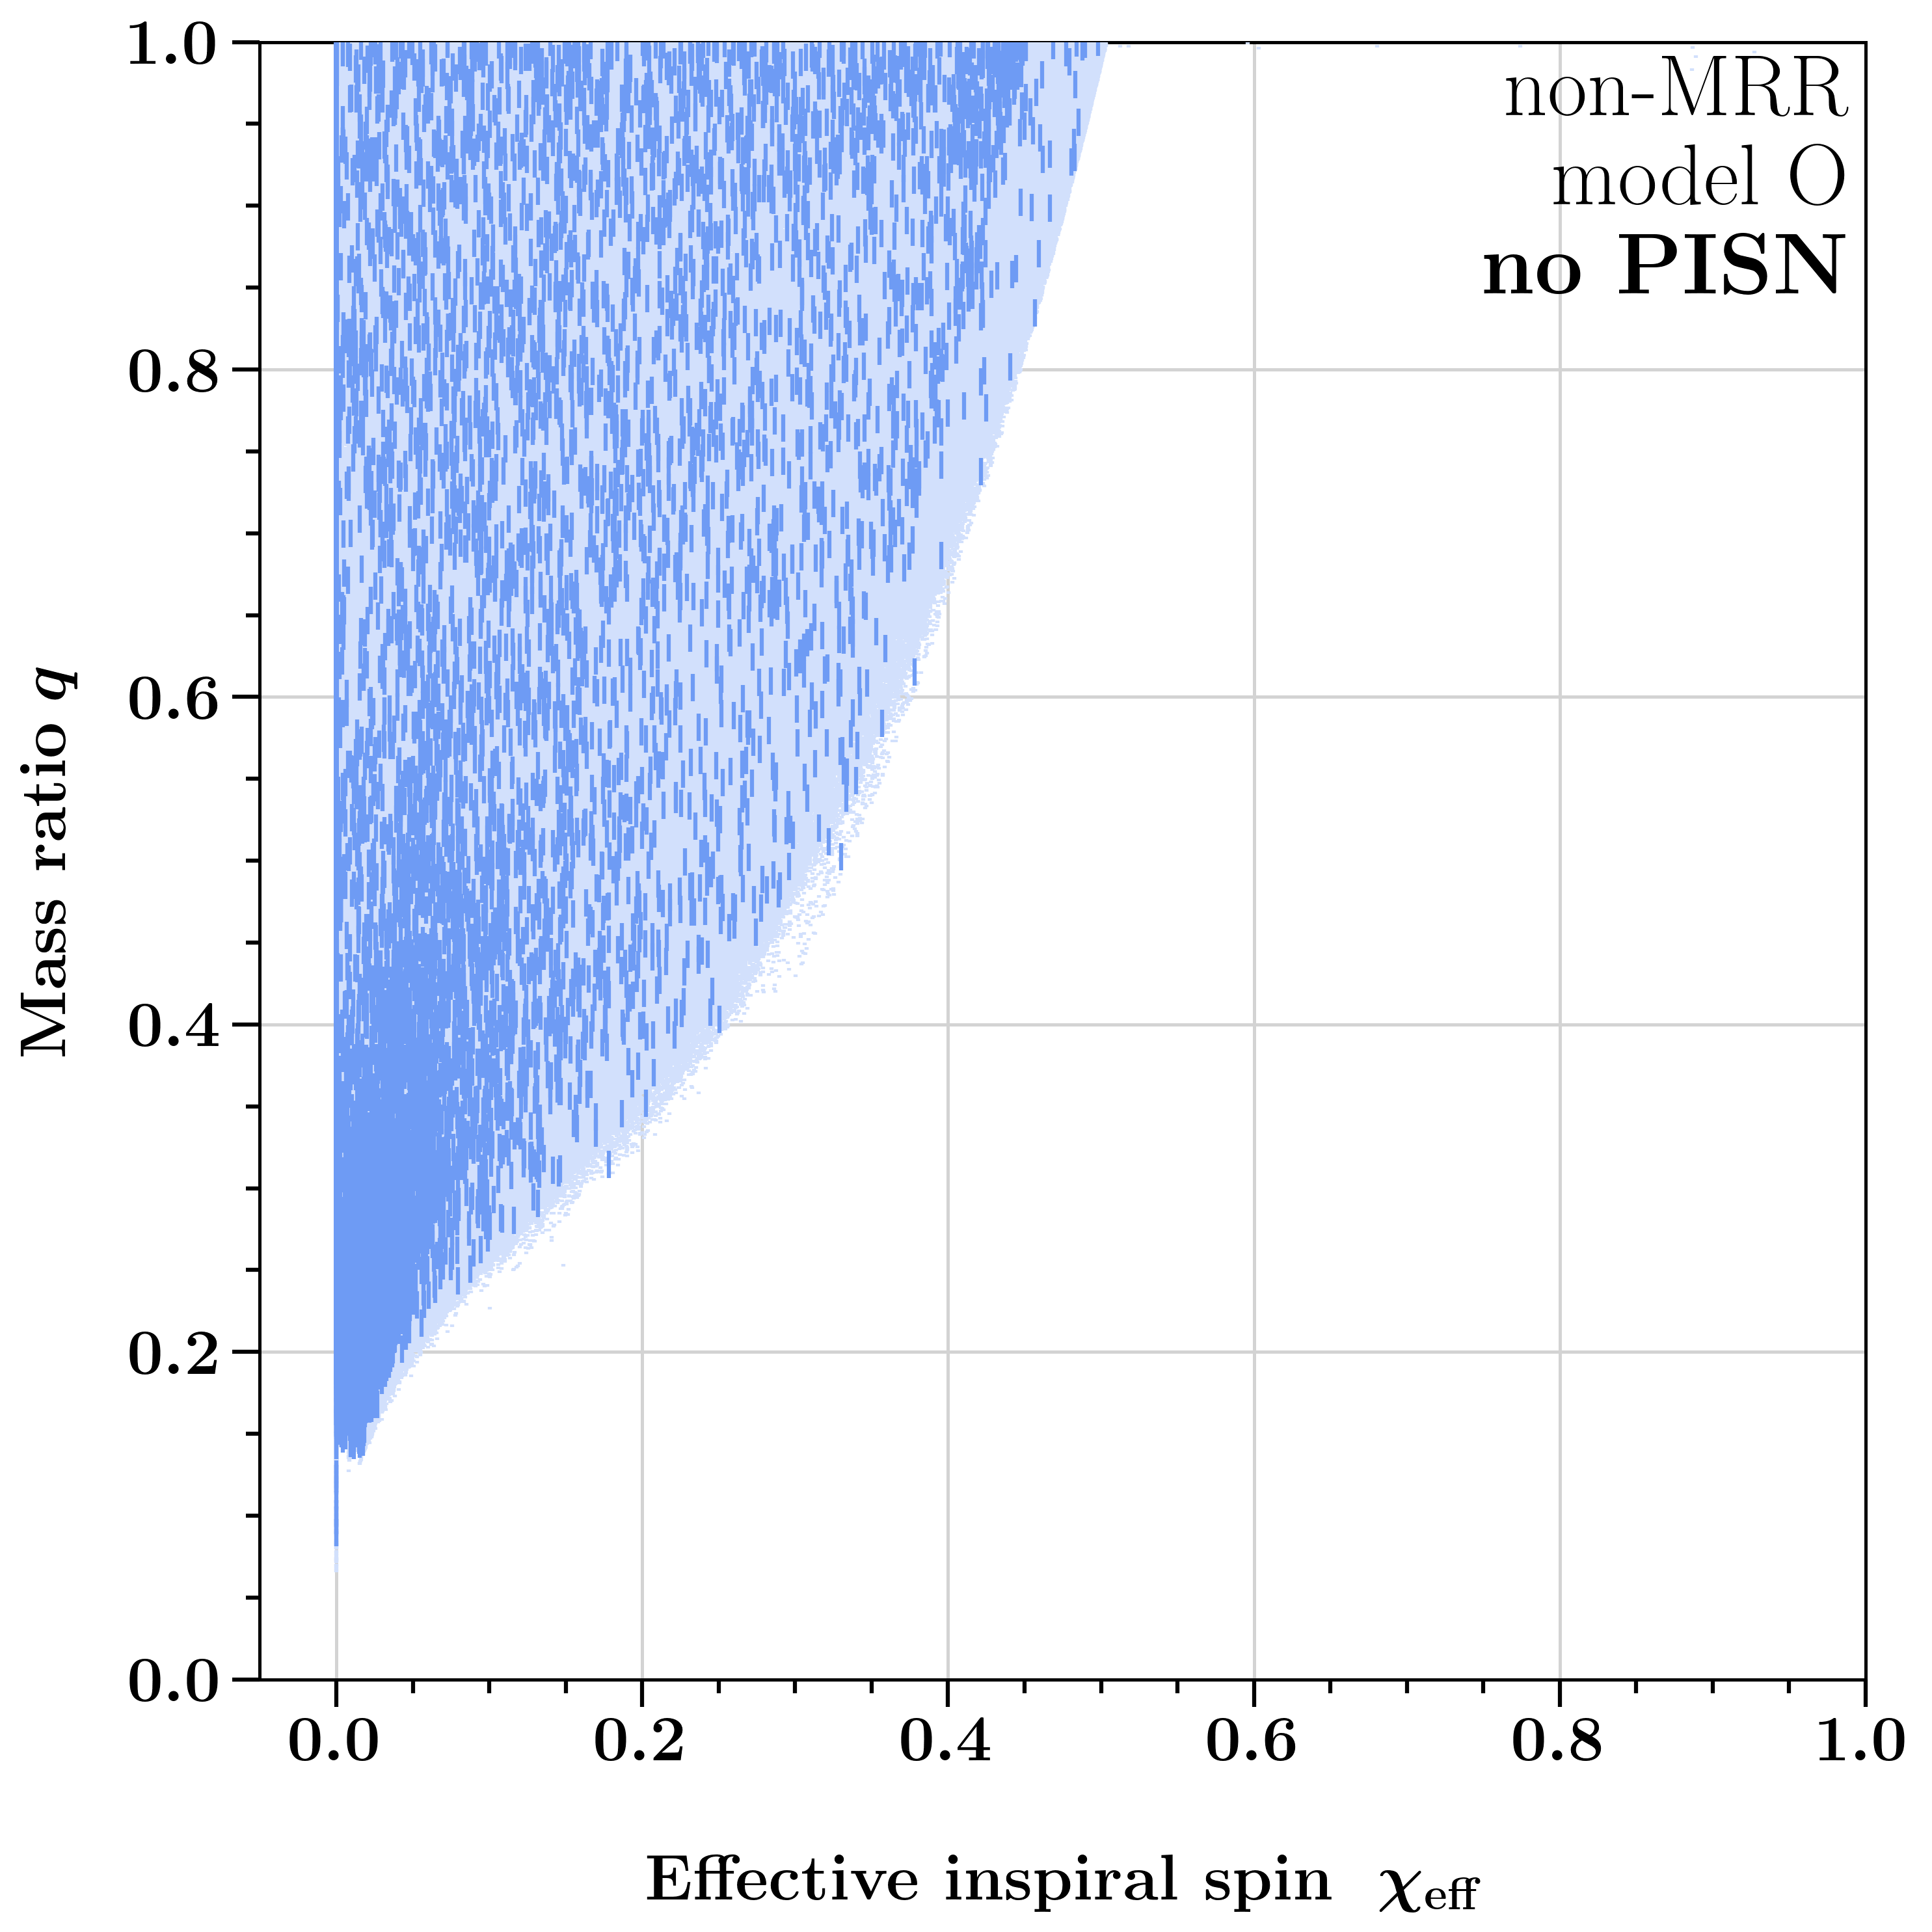 non-MRR
model O
no PISN
1.0
0.8
0.6
0.4
0.2
0.0
Mass ratio q
0.0 0.2 0.4 0.6 0.8 1.0
Effective inspiral spin χeff